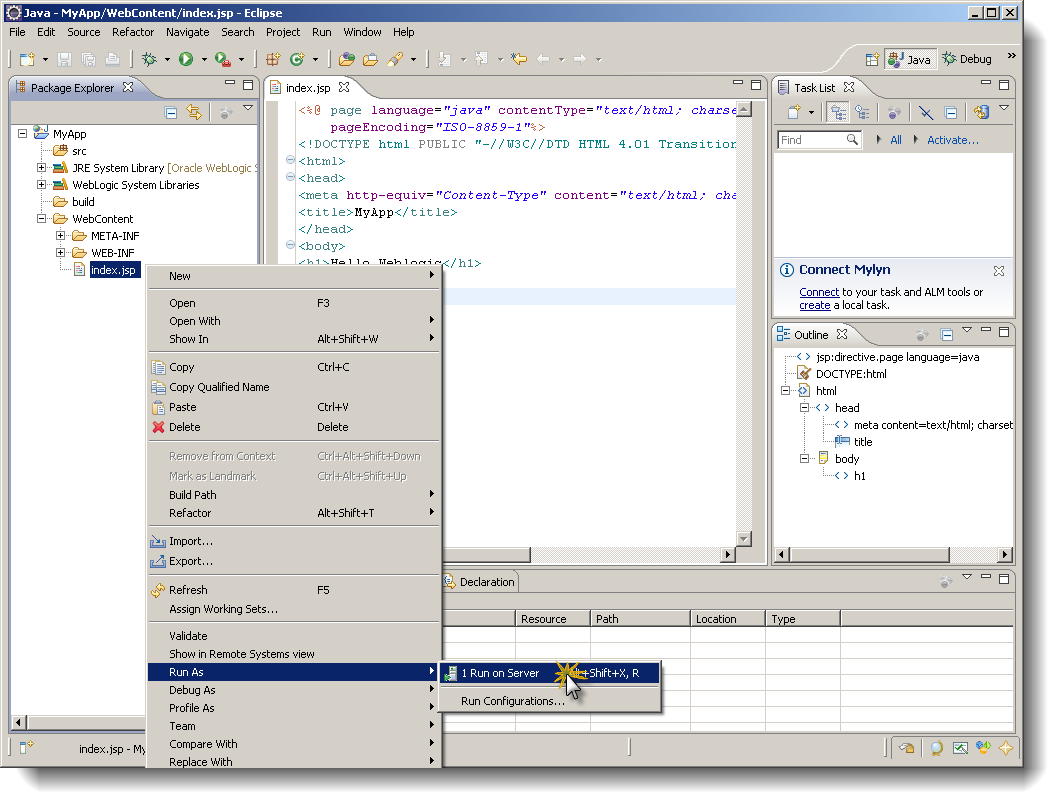 Java - MyApp/WebContent/index.jsp - Eclipse
File Edit Source Refactor Navigate Search Project Run Window Help
Java Debug »
Package Explorer
MyApp
src
JRE System Library [Oracle WebLogic S
WebLogic System Libraries
build
WebContent
META-INF
WEB-INF
index.jsp
index.jsp
<%@ page language="java" contentType="text/html; charse
pageEncoding="ISO-8859-1"%>
<!DOCTYPE html PUBLIC "-//W3C//DTD HTML 4.01 Transition
<html>
<head>
<meta http-equiv="Content-Type" content="text/html; cha
<title>MyApp</title>
</head>
<body>
<h1>Hello Weblogic</h1>
New
Open F3
Open With
Show In Alt+Shift+W
Copy Ctrl+C
Copy Qualified Name
Paste Ctrl+V
Delete Delete
Remove from Context Ctrl+Alt+Shift+Down
Mark as Landmark Ctrl+Alt+Shift+Up
Build Path
Refactor Alt+Shift+T
Import...
Export...
Refresh F5
Assign Working Sets...
Validate
Show in Remote Systems view
Run As
Debug As
Profile As
Team
Compare With
Replace With
1 Run on Server Alt+Shift+X, R
Run Configurations...
Task List
Find All Activate...
Connect Mylyn
Connect to your task and ALM tools or
create a local task.
Outline
jsp:directive.page language=java
DOCTYPE:html
html
head
meta content=text/html; charset
title
body
h1
Declaration
Resource Path Location Type
index.jsp - My